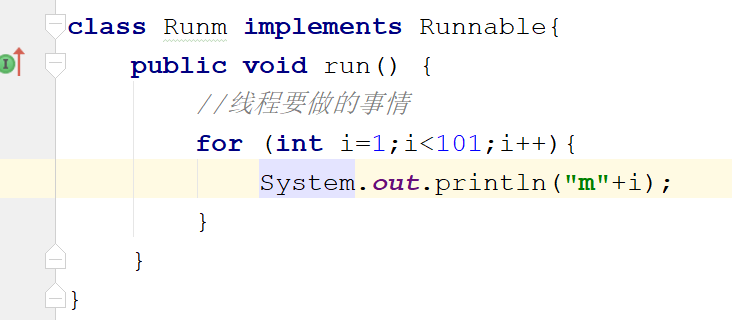 class Runm implements Runnable{
    public void run() {
        //线程要做的事情
        for (int i=1;i<101;i++){
            System.out.println("m"+i);
        }
    }
}